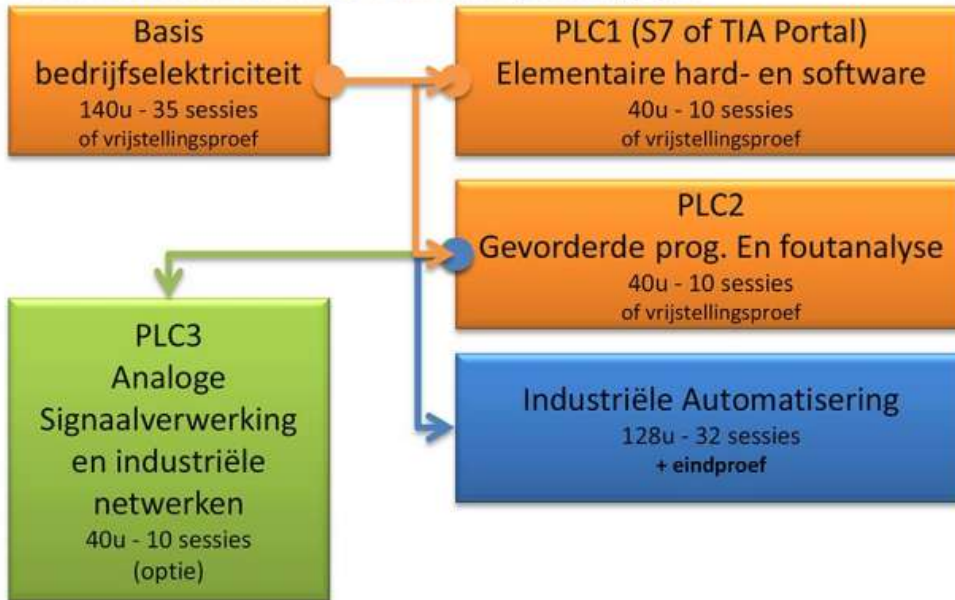 Basis
bedrijfselektriciteit
140u - 35 sessies
of vrijstellingsproef
PLC1 (S7 of TIA Portal)
Elementaire hard- en software
40u - 10 sessies
of vrijstellingsproef
PLC2
Gevorderde prog. En foutanalyse
40u - 10 sessies
of vrijstellingsproef
PLC3
Analoge
Signaalverwerking
en industriële
netwerken
40u - 10 sessies
(optie)
Industriële Automatisering
128u - 32 sessies
+ eindproef